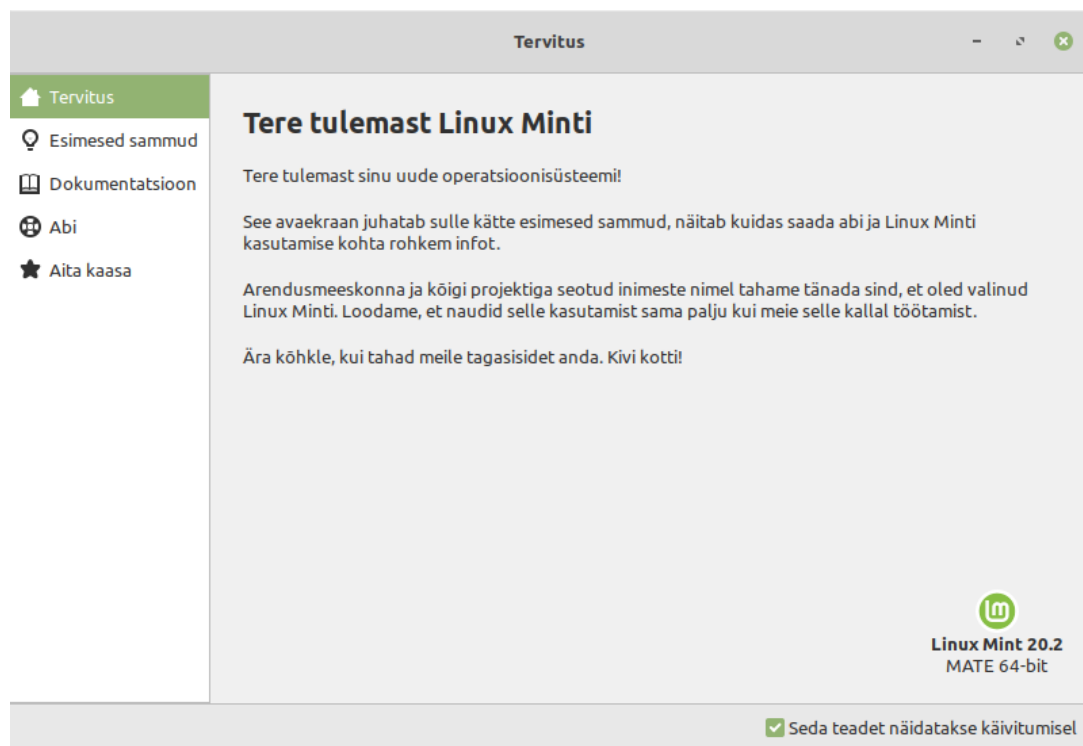 Tervitus
Tervitus
Esimesed sammud
Dokumentatsioon
Abi
Aita kaasa
Tere tulemast Linux Minti
Tere tulemast sinu uude operatsioonisüsteemi!
See avaekraan juhatab sulle kätte esimesed sammud, näitab kuidas saada abi ja Linux Minti
kasutamise kohta rohkem infot.
Arendusmeeskonna ja kõigi projektiga seotud inimeste nimel tahame tänada sind, et oled valinud
Linux Minti. Loodame, et naudid selle kasutamist sama palju kui meie selle kallal töötamist.
Ära kõhkle, kui tahad meile tagasisidet anda. Kivi kotti!
lm
Linux Mint 20.2
MATE 64-bit
Seda teadet näidatakse käivitumisel